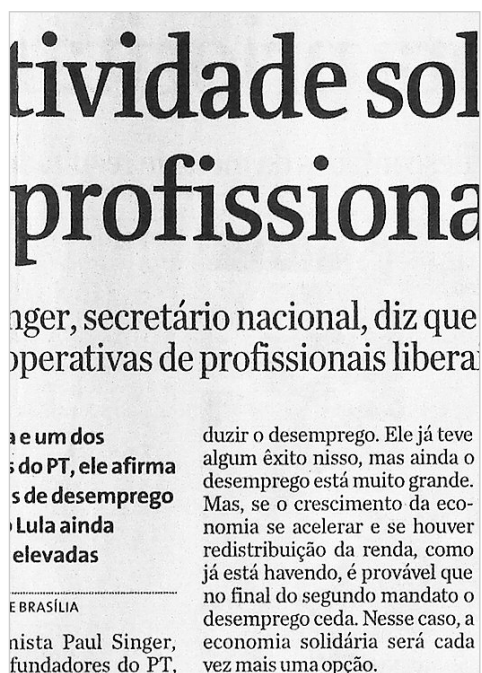 tividade sol
profissiona
nger, secretário nacional, diz que
operativas de profissionais liberai
a e um dos
s do PT, ele afirma
s de desemprego
Lula ainda
elevadas
E BRASÍLIA
mista Paul Singer,
fundadores do PT,
duzir o desemprego. Ele já teve
algum êxito nisso, mas ainda o
desemprego está muito grande.
Mas, se o crescimento da eco-
nomia se acelerar e se houver
redistribuição da renda, como
já está havendo, é provável que
no final do segundo mandato o
desemprego ceda. Nesse caso, a
economia solidária será cada
vez mais uma opção.